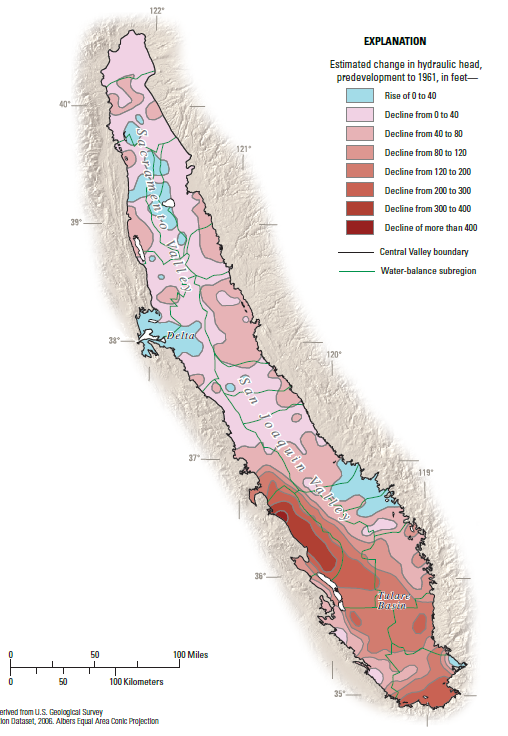 122°
EXPLANATION
Estimated change in hydraulic head,
predevelopment to 1961, in feet—
Rise of 0 to 40
Decline from 0 to 40
Decline from 40 to 80
Decline from 80 to 120
Decline from 120 to 200
Decline from 200 to 300
Decline from 300 to 400
Decline of more than 400
Central Valley boundary
Water-balance subregion
40°
121°
Sacramento Valley
39°
38°
Delta
120°
San Joaquin Valley
37°
119°
36°
Tulare
Basin
35°
0 50 100 Miles
0 50 100 Kilometers
erived from U.S. Geological Survey
ion Dataset, 2006. Albers Equal Area Conic Projection